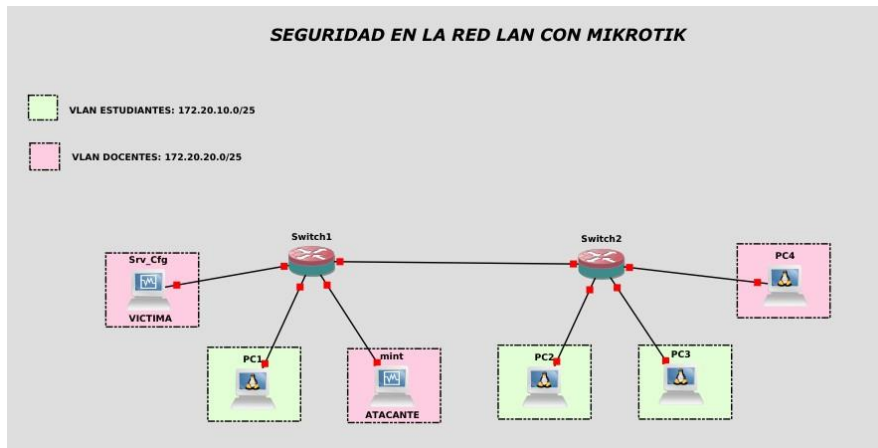 SEGURIDAD EN LA RED LAN CON MIKROTIK
VLAN ESTUDIANTES: 172.20.10.0/25
VLAN DOCENTES: 172.20.20.0/25
Switch1
Switch2
Srv_Cfg
PC4
VICTIMA
PC1
mint
PC2
PC3
ATACANTE